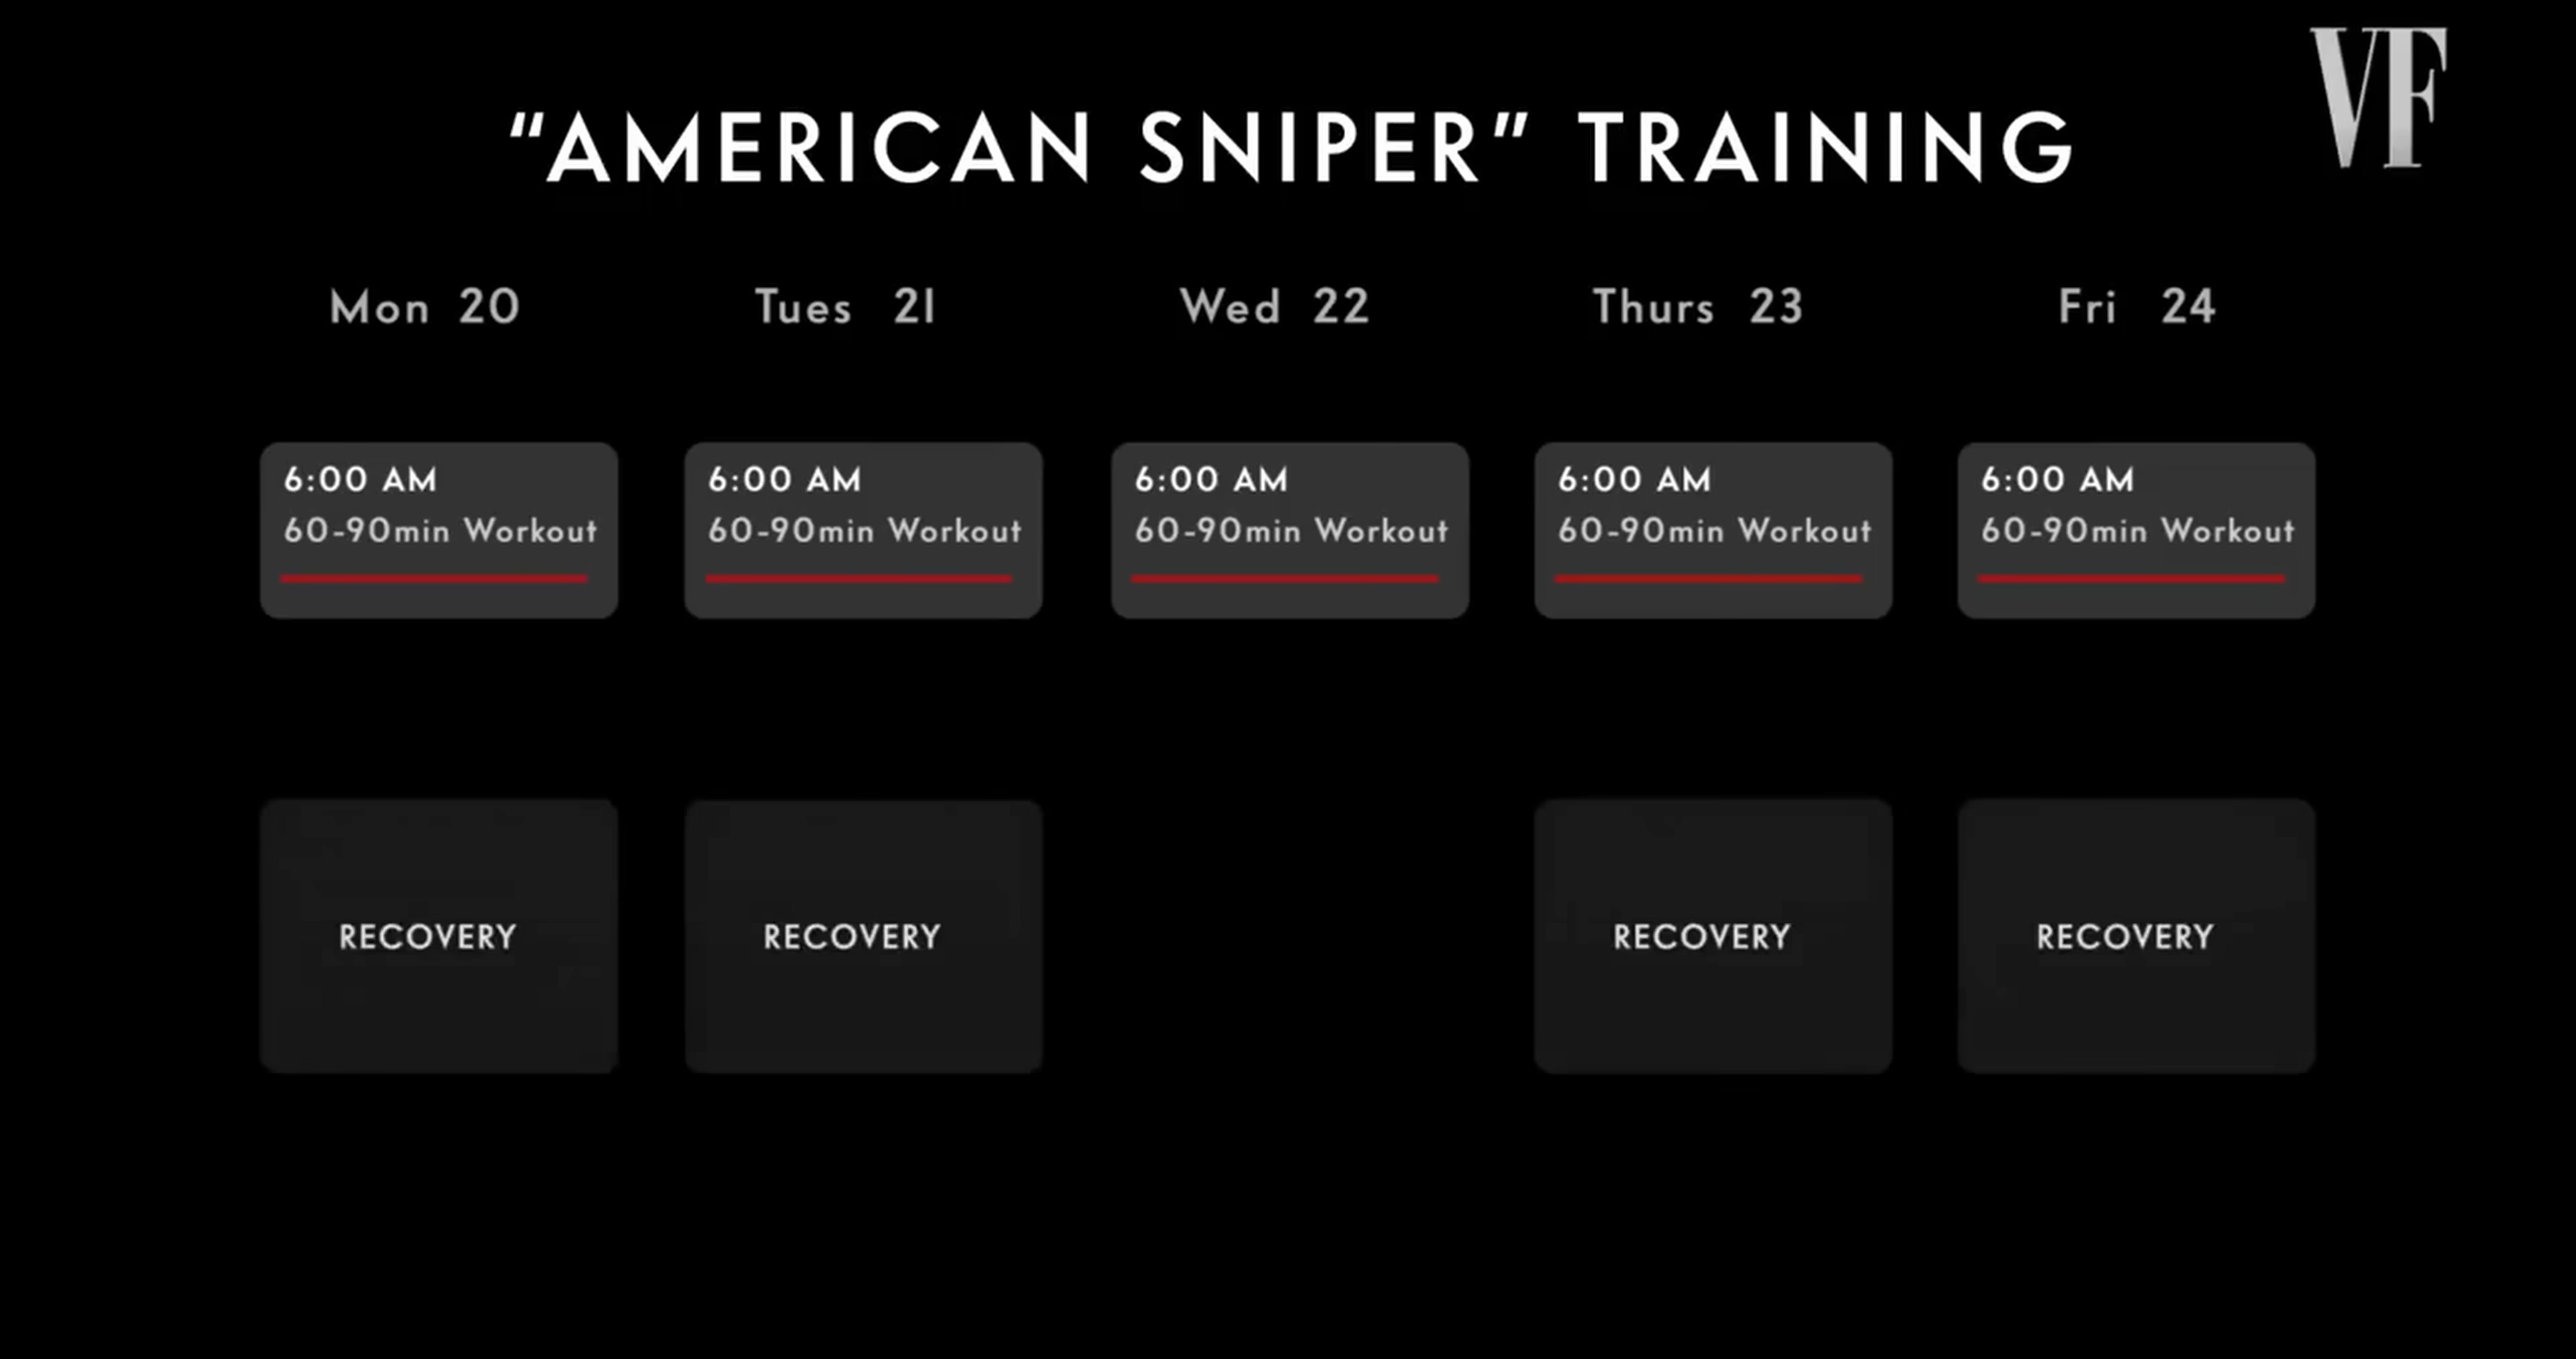 VF
“AMERICAN SNIPER” TRAINING
Mon 20
Tues 21
Wed 22
Thurs 23
Fri 24
6:00 AM
60-90min Workout
6:00 AM
60-90min Workout
6:00 AM
60-90min Workout
6:00 AM
60-90min Workout
6:00 AM
60-90min Workout
RECOVERY
RECOVERY
RECOVERY
RECOVERY